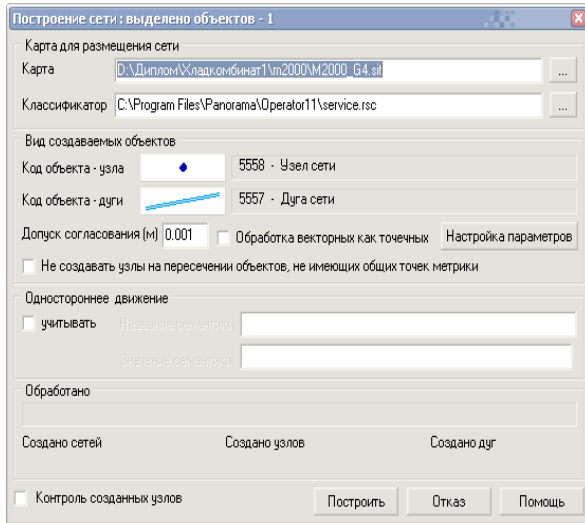 Построение сети : выделено объектов - 1
Карта для размещения сети
Карта D:\Диплом\Хладкомбинат1\m2000\M2000_G4.sit ...
Классификатор C:\Program Files\Panorama\Operator11\service.rsc ...
Вид создаваемых объектов
Код объекта - узла 5558 - Узел сети
Код объекта - дуги 5557 - Дуга сети
Допуск согласования (м) 0.001 Обработка векторных как точечных Настройка параметров
Не создавать узлы на пересечении объектов, не имеющих общих точек метрики
Одностороннее движение
учитывать Название семантики
Значение семантики
Обработано
Создано сетей Создано узлов Создано дуг
Контроль созданных узлов Построить Отказ Помощь